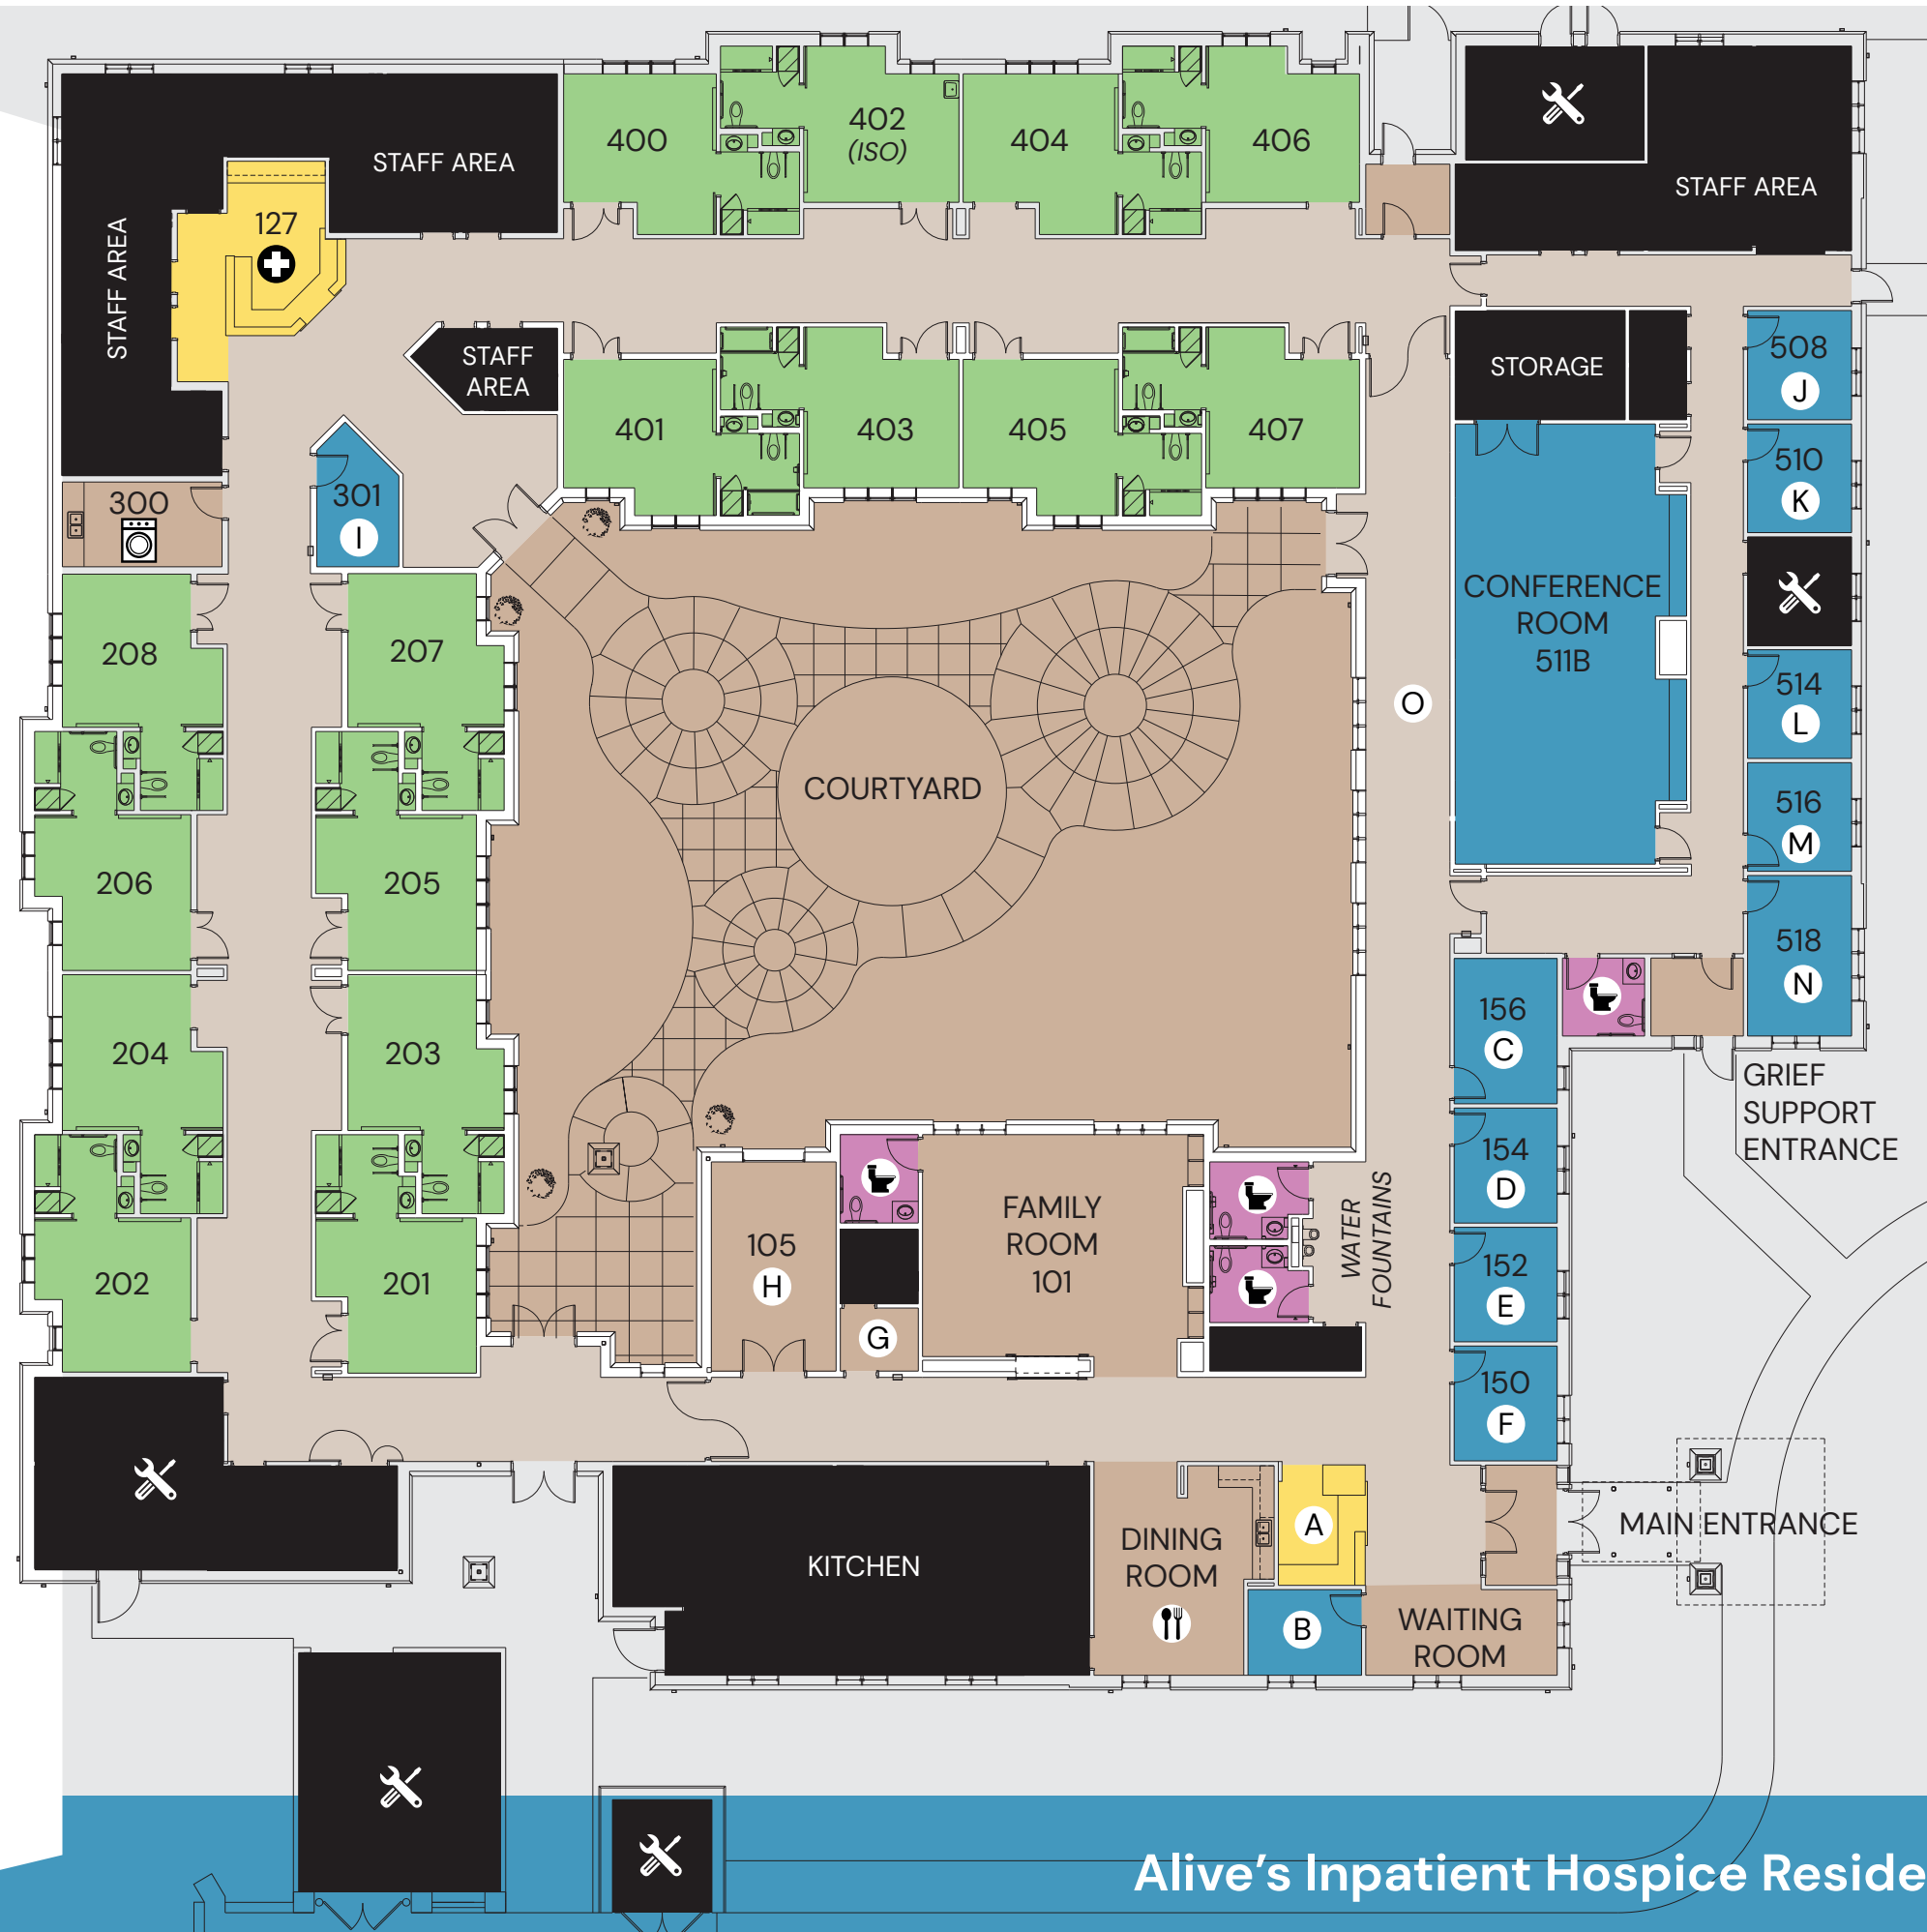 400
402
(ISO)
404
406
STAFF AREA
STAFF AREA
127
STAFF AREA
STAFF
AREA
401
403
405
407
STORAGE
508
J
510
K
300
301
I
CONFERENCE
ROOM
511B
208
207
514
L
O
COURTYARD
516
M
206
205
518
N
204
203
156
C
GRIEF
SUPPORT
ENTRANCE
154
D
WATER
FOUNTAINS
FAMILY
ROOM
101
105
H
G
152
E
202
201
150
F
MAIN ENTRANCE
A
DINING
ROOM
KITCHEN
B
WAITING
ROOM
Alive's Inpatient Hospice Reside